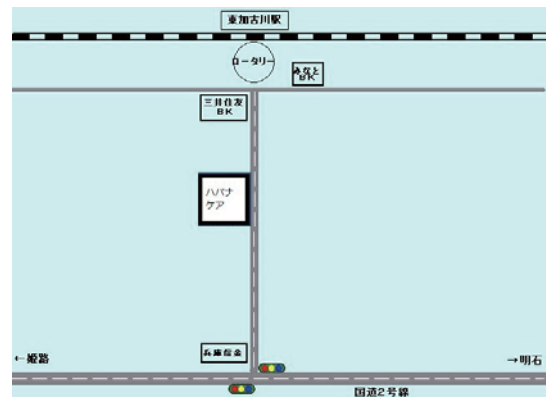 東加古川駅
ロータリー
みなと
BK
三井住友
BK
ハバナ
ケア
兵庫信金
←姫路
→明石
国道2号線